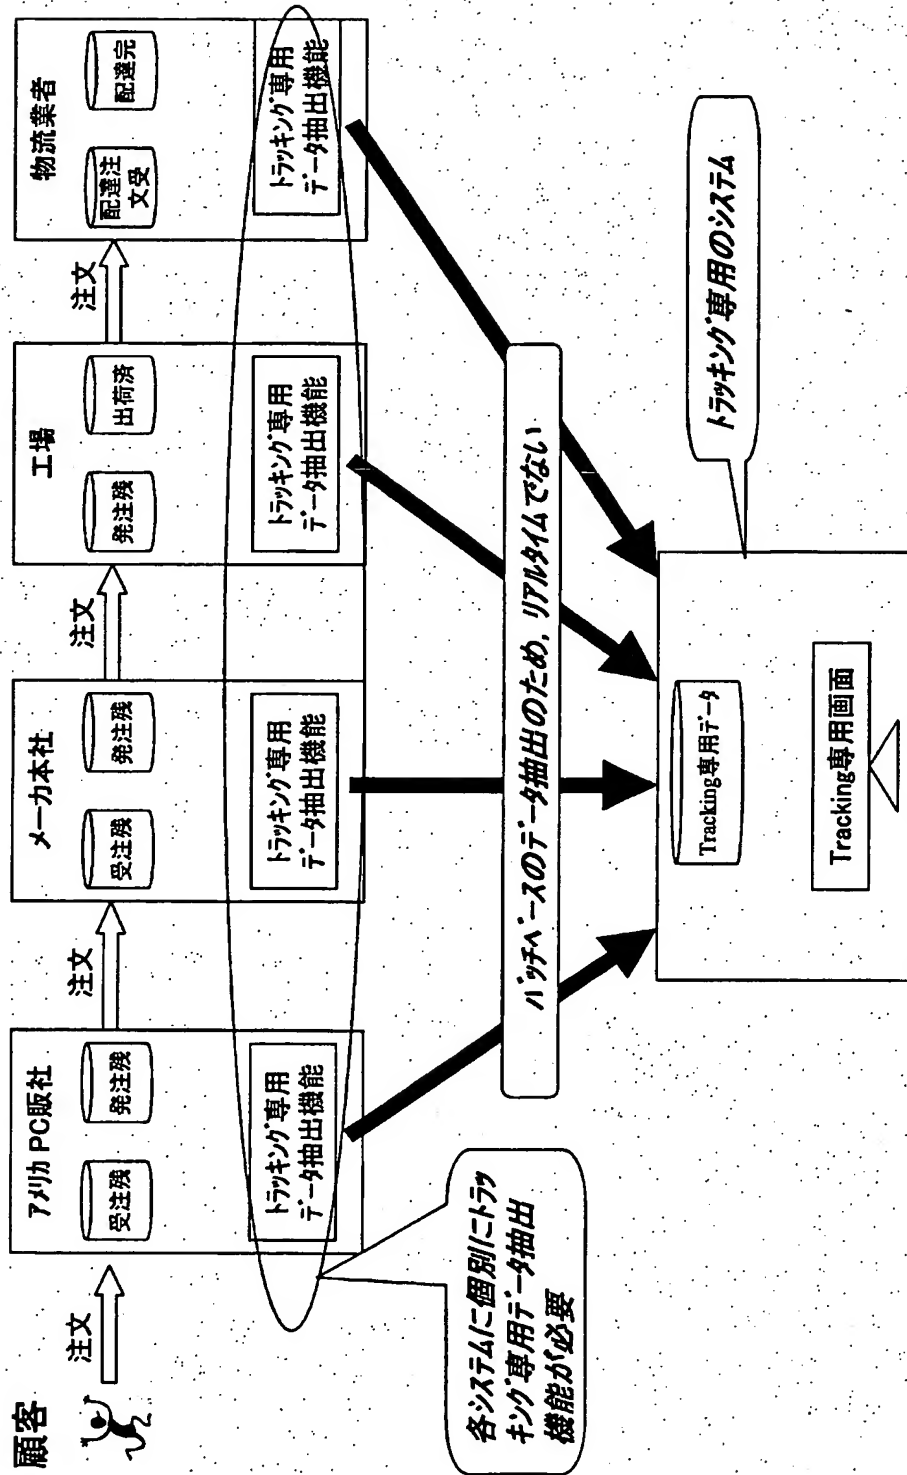 顧客
注文
アメリカ PC販社
受注残
発注残
トラッキング専用
データ抽出機能
注文
メーカ本社
受注残
発注残
トラッキング専用
データ抽出機能
注文
工場
発注残
出荷済
トラッキング専用
データ抽出機能
注文
物流業者
配達注
文受
配達完
トラッキング専用
データ抽出機能
各システムに個別にトラッ
キング専用データ抽出
機能が必要
バッチベースのデータ抽出のため，リアルタイムでない
トラッキング専用のシステム
Tracking専用データ
Tracking専用画面